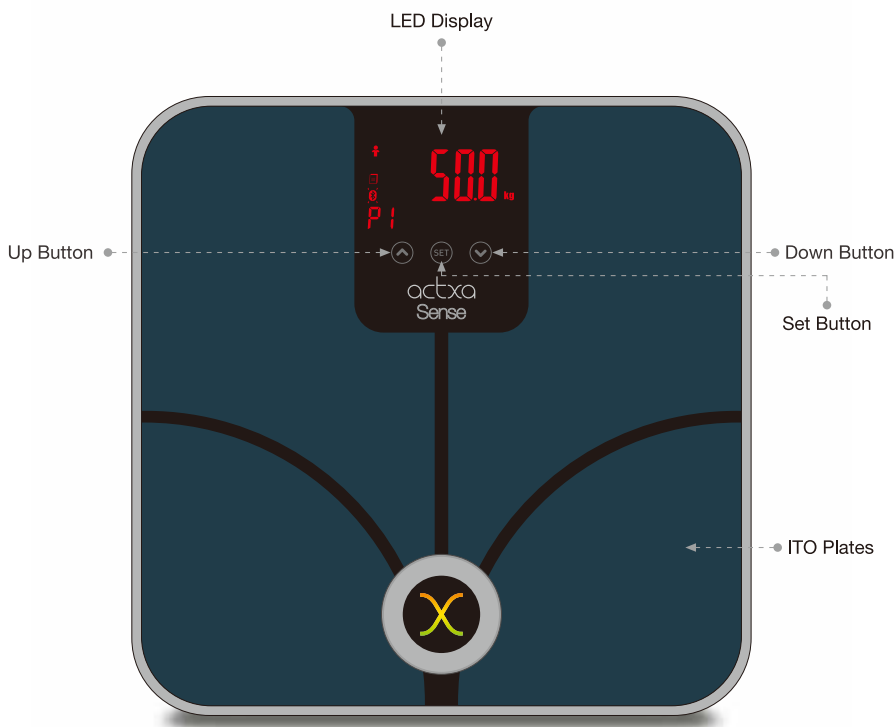 LED Display
50.0 kg
P1
Up Button
SET
Down Button
actxa
Sense
Set Button
ITO Plates